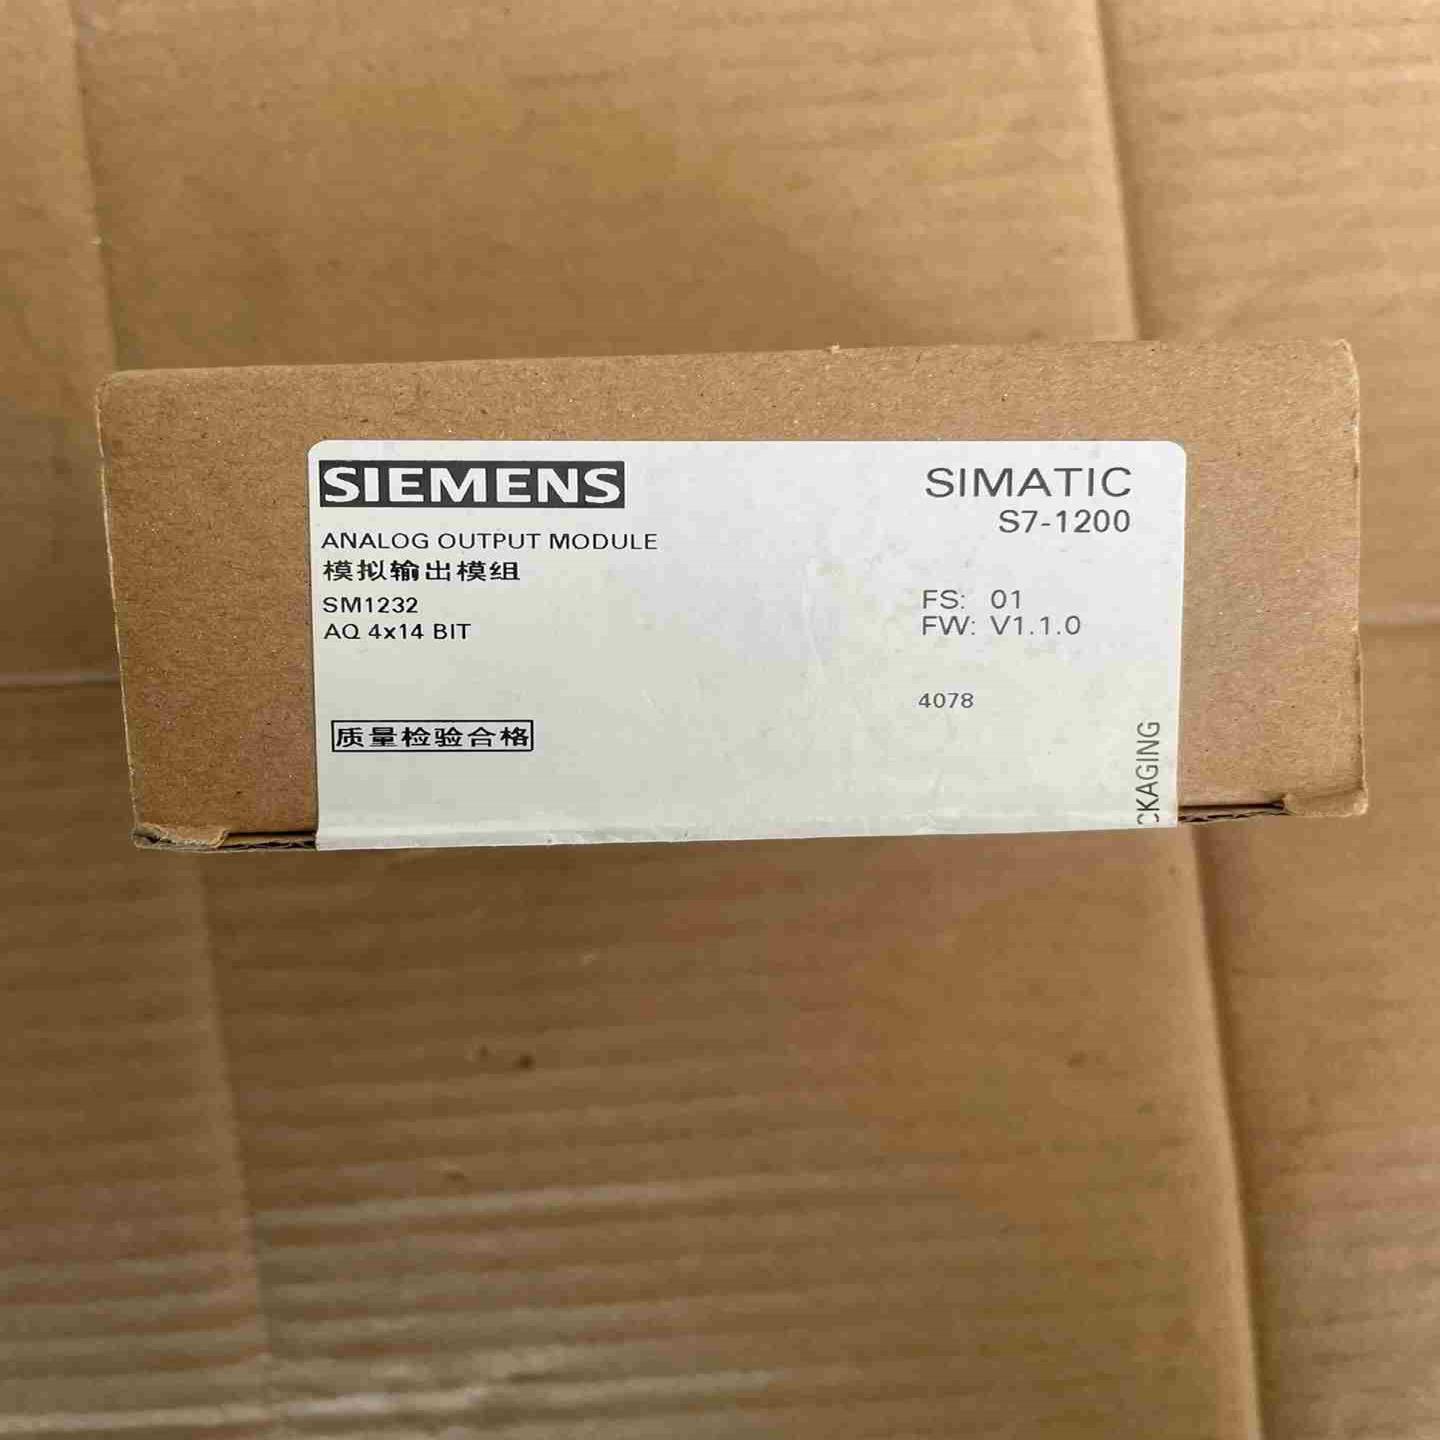 SIEMENS
SIMATIC
S7-1200
ANALOG OUTPUT MODULE
模拟输出模组
SM1232
AQ 4x14 BIT
FS: 01
FW: V1.1.0
4078
质量检验合格
CKAGING